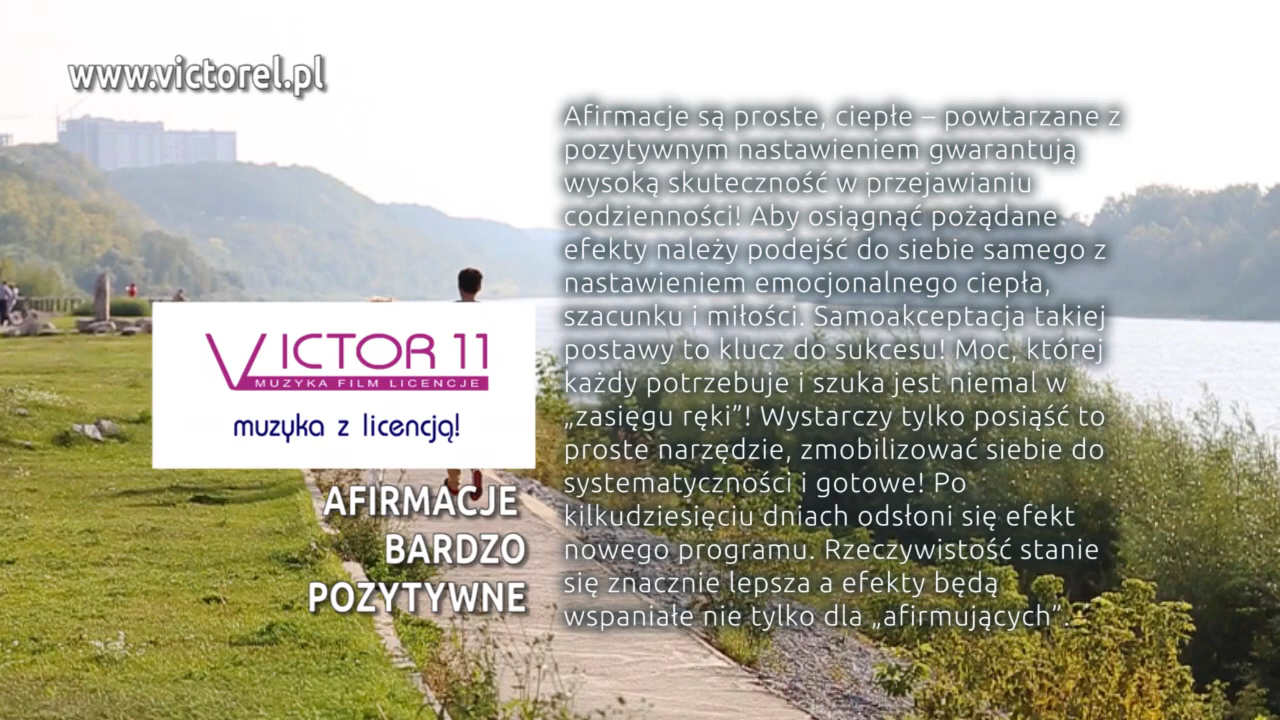 www.victorel.pl
VICTOR 11
MUZYKA FILM LICENCJE
muzyka z licencją!
AFIRMACJE
BARDZO
POZYTYWNE
Afirmacje są proste, ciepłe – powtarzane z
pozytywnym nastawieniem gwarantują
wysoką skuteczność w przejawianiu
codzienności! Aby osiągnąć pożądane
efekty należy podejść do siebie samego z
nastawieniem emocjonalnego ciepła,
szacunku i miłości. Samoakceptacja takiej
postawy to klucz do sukcesu! Moc, której
każdy potrzebuje i szuka jest niemal w
„zasięgu ręki”! Wystarczy tylko posiąść to
proste narzędzie, zmobilizować siebie do
systematyczności i gotowe! Po
kilkudziesięciu dniach odsłoni się efekt
nowego programu. Rzeczywistość stanie
się znacznie lepsza a efekty będą
wspaniałe nie tylko dla „afirmujących”.